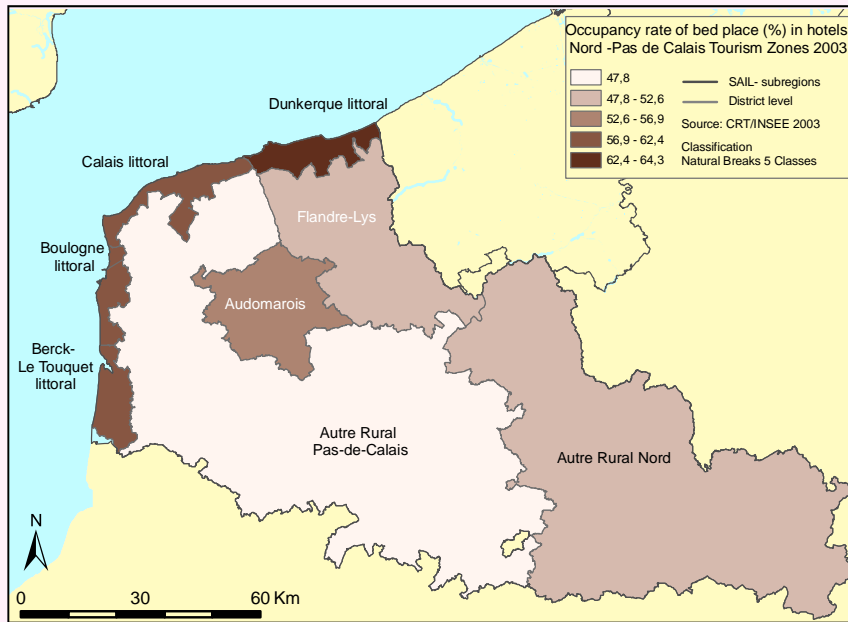 Occupancy rate of bed place (%) in hotels
Nord -Pas de Calais Tourism Zones 2003
47,8
47,8 - 52,6
52,6 - 56,9
56,9 - 62,4
62,4 - 64,3
SAIL- subregions
District level
Source: CRT/INSEE 2003
Classification
Natural Breaks 5 Classes
Dunkerque littoral
Calais littoral
Flandre-Lys
Boulogne
littoral
Audomarois
Berck-
Le Touquet
littoral
Autre Rural
Pas-de-Calais
Autre Rural Nord
N
0 30 60 Km